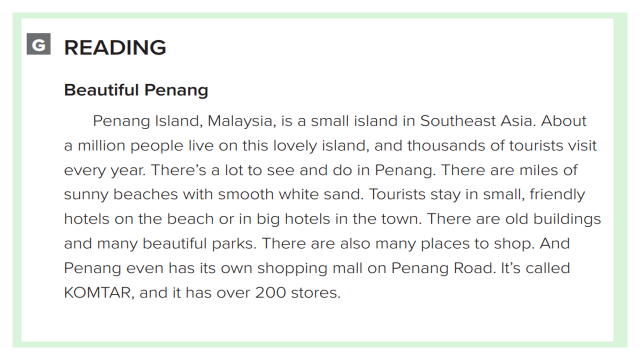 G READING
Beautiful Penang
Penang Island, Malaysia, is a small island in Southeast Asia. About
a million people live on this lovely island, and thousands of tourists visit
every year. There's a lot to see and do in Penang. There are miles of
sunny beaches with smooth white sand. Tourists stay in small, friendly
hotels on the beach or in big hotels in the town. There are old buildings
and many beautiful parks. There are also many places to shop. And
Penang even has its own shopping mall on Penang Road. It's called
KOMTAR, and it has over 200 stores.